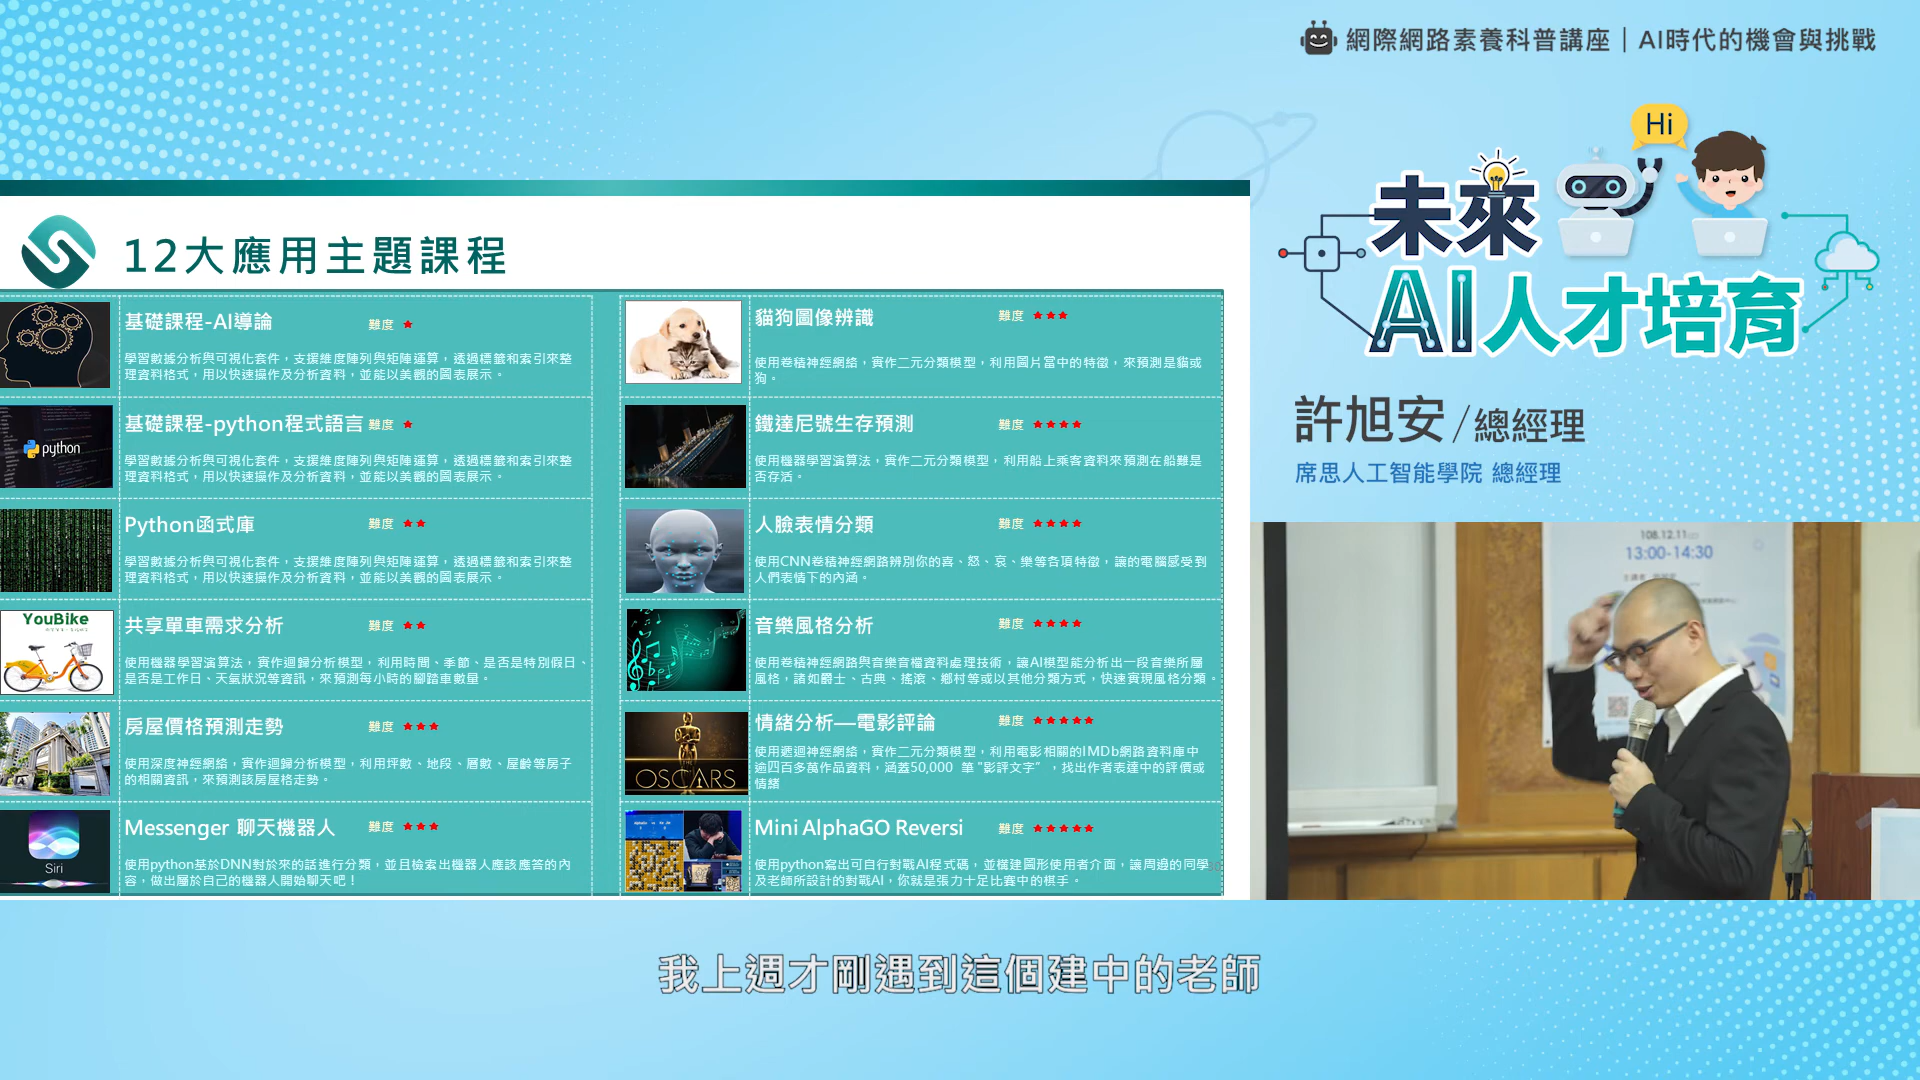 網際網路素養科普講座｜AI時代的機會與挑戰
Hi
未來
AI人才培育
許旭安/總經理
席思人工智能學院 總經理
12大應用主題課程
基礎課程-AI導論 難度 ★
學習數據分析與可視化套件，支援維度陣列與矩陣運算，透過標籤和索引來整
理資料格式，用以快速操作及分析資料，並能以美觀的圖表展示。
python
基礎課程-python程式語言 難度 ★
學習數據分析與可視化套件，支援維度陣列與矩陣運算，透過標籤和索引來整
理資料格式，用以快速操作及分析資料，並能以美觀的圖表展示。
Python函式庫 難度 ★★
學習數據分析與可視化套件，支援維度陣列與矩陣運算，透過標籤和索引來整
理資料格式，用以快速操作及分析資料，並能以美觀的圖表展示。
YouBike
共享單車需求分析 難度 ★★
使用機器學習演算法，實作迴歸分析模型，利用時間、季節、是否是特別假日、
是否是工作日、天氣狀況等資訊，來預測每小時的腳踏車數量。
房屋價格預測走勢 難度 ★★★
使用深度神經網絡，實作迴歸分析模型，利用坪數、地段、層數、屋齡等房子
的相關資訊，來預測該房屋格走勢。
Siri
Messenger 聊天機器人 難度 ★★★
使用python基於DNN對於來的話進行分類，並且檢索出機器人應該應答的內
容，做出屬於自己的機器人開始聊天吧！
貓狗圖像辨識 難度 ★★★
使用卷積神經網絡，實作二元分類模型，利用圖片當中的特徵，來預測是貓或
狗。
鐵達尼號生存預測 難度 ★★★★
使用機器學習演算法，實作二元分類模型，利用船上乘客資料來預測在船難是
否存活。
人臉表情分類 難度 ★★★★
使用CNN卷積神經網路辨別你的喜、怒、哀、樂等各項特徵，讓的電腦感受到
人們表情下的內涵。
音樂風格分析 難度 ★★★★
使用卷積神經網路與音樂音檔資料處理技術，讓AI模型能分析出一段音樂所屬
風格，諸如爵士、古典、搖滾、鄉村等或以其他分類方式，快速實現風格分類。
OSCARS
情緒分析—電影評論 難度 ★★★★★
使用遞迴神經網絡，實作二元分類模型，利用電影相關的IMDb網路資料庫中
逾四百多萬作品資料，涵蓋50,000 筆 "影評文字" ，找出作者表達中的評價或
情緒
Mini AlphaGO Reversi 難度 ★★★★★
使用python寫出可自行對戰AI程式碼，並構建圖形使用者介面，讓周邊的同學
及老師所設計的對戰AI，你就是張力十足比賽中的棋手。
108.12.11
13:00-14:30
我上週才剛遇到這個建中的老師